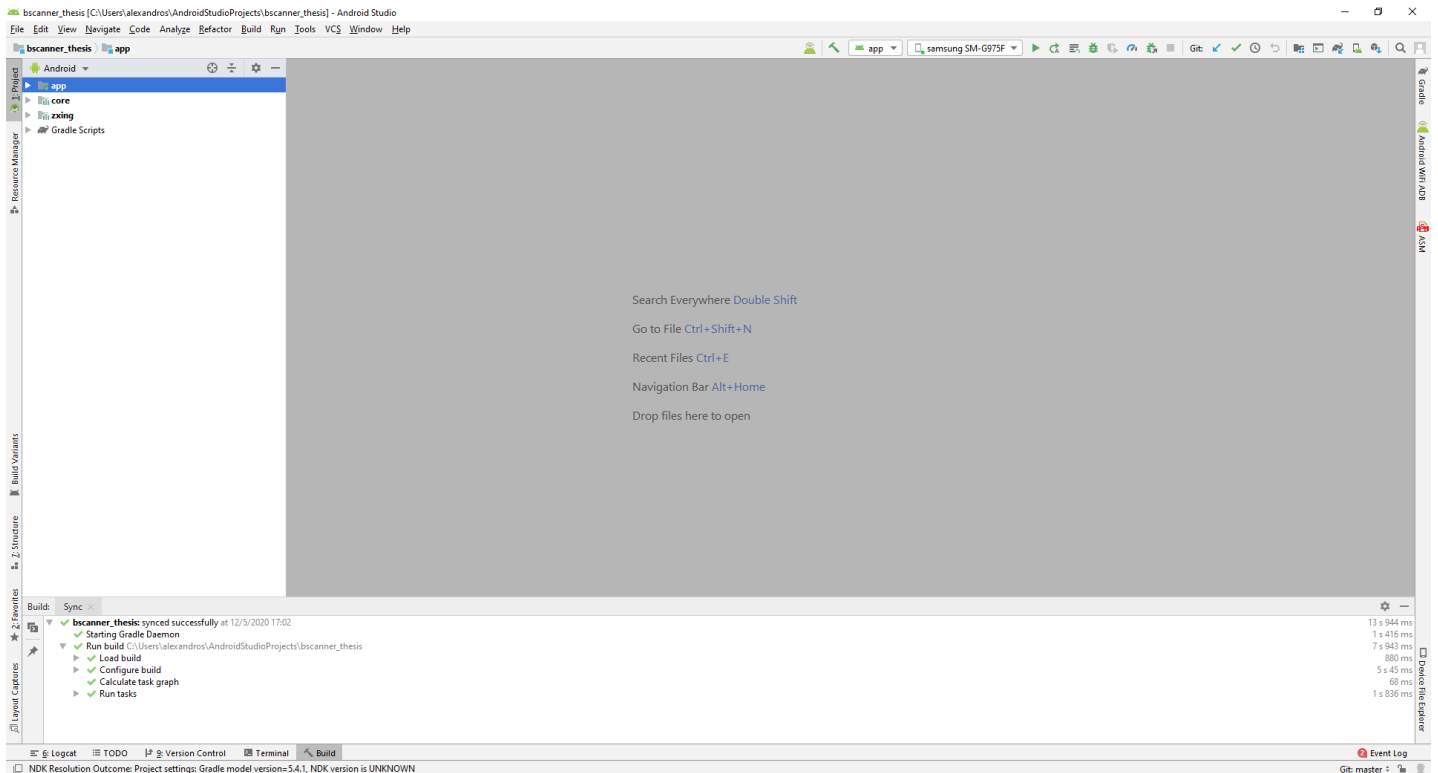 bscanner_thesis [C:\Users\alexandros\AndroidStudioProjects\bscanner_thesis] - Android Studio
File Edit View Navigate Code Analyze Refactor Build Run Tools VCS Window Help
bscanner_thesis app
app samsung SM-G975F Git:
1: Project
Android
app
core
zxing
Gradle Scripts
Resource Manager
Build Variants
7: Structure
2: Favorites
Layout Captures
Gradle
Android WiFi ADB
ASM
Device File Explorer
Search Everywhere Double Shift
Go to File Ctrl+Shift+N
Recent Files Ctrl+E
Navigation Bar Alt+Home
Drop files here to open
Build: Sync
bscanner_thesis: synced successfully at 12/5/2020 17:02 13 s 944 ms
Starting Gradle Daemon 1 s 416 ms
Run build C:\Users\alexandros\AndroidStudioProjects\bscanner_thesis 7 s 943 ms
Load build 880 ms
Configure build 5 s 45 ms
Calculate task graph 68 ms
Run tasks 1 s 836 ms
6: Logcat TODO 9: Version Control Terminal Build 2 Event Log
NDK Resolution Outcome: Project settings: Gradle model version=5.4.1, NDK version is UNKNOWN Git: master